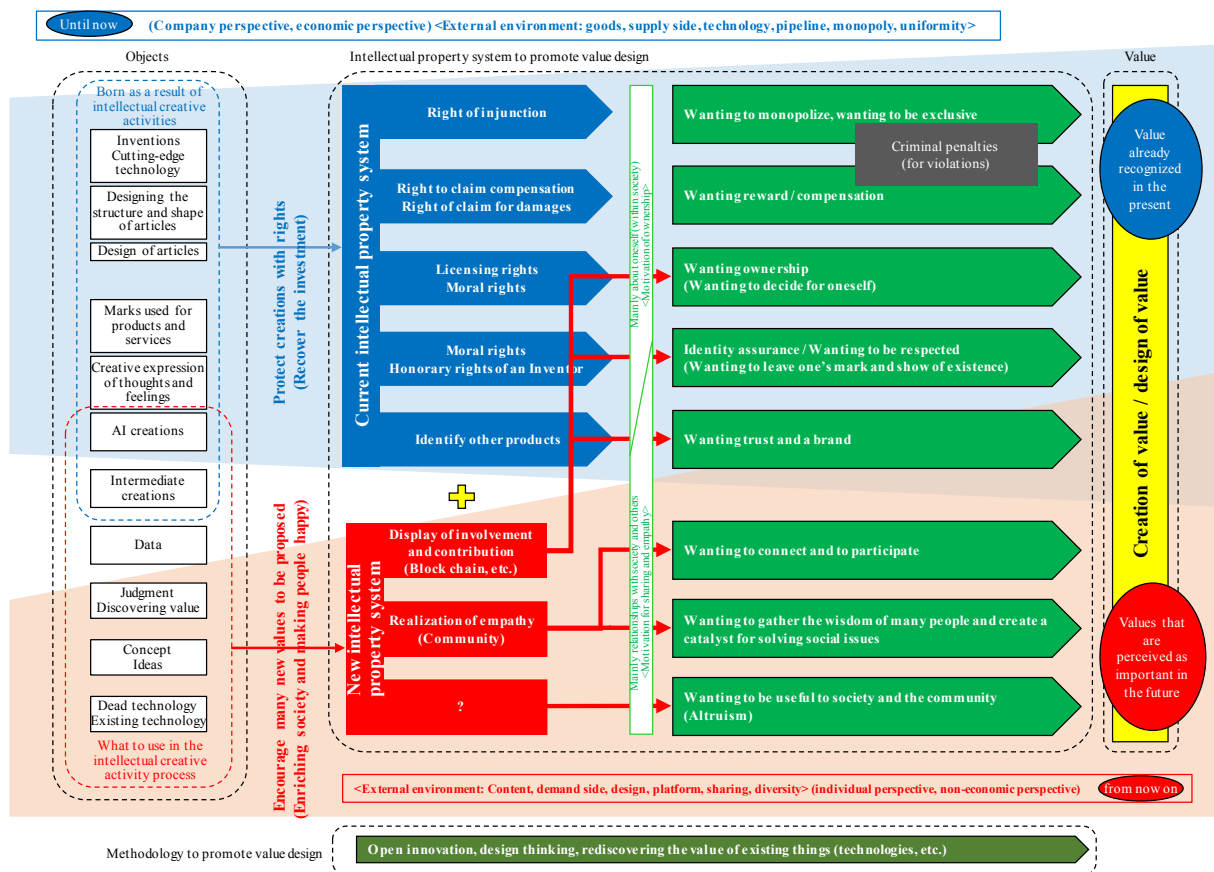 Until now
(Company perspective, economic perspective) <External environment: goods, supply side, technology, pipeline, monopoly, uniformity>
Objects
Intellectual property system to promote value design
Value
Born as a result of
intellectual creative
activities
Inventions
Cutting-edge
technology
Designing the
structure and shape
of articles
Design of articles
Marks used for
products and
services
Creative expression
of thoughts and
feelings
AI creations
Intermediate
creations
Data
Judgment
Discovering value
Concept
Ideas
Dead technology
Existing technology
What to use in the
intellectual creative
activity process
Protect creations with rights
(Recover the investment)
Encourage many new values to be proposed
(Enriching society and making people happy)
Current intellectual property system
Right of injunction
Right to claim compensation
Right of claim for damages
Licensing rights
Moral rights
Moral rights
Honorary rights of an Inventor
Identify other products
New intellectual
property system
Display of involvement
and contribution
(Block chain, etc.)
Realization of empathy
(Community)
?
Mainly about oneself (within society)
<Motivation of ownership>
Mainly relationships with society and others
<Motivation for sharing and empathy>
Wanting to monopolize, wanting to be exclusive
Criminal penalties
(for violations)
Wanting reward / compensation
Wanting ownership
(Wanting to decide for oneself)
Identity assurance / Wanting to be respected
(Wanting to leave one's mark and show of existence)
Wanting trust and a brand
Wanting to connect and to participate
Wanting to gather the wisdom of many people and create a
catalyst for solving social issues
Wanting to be useful to society and the community
(Altruism)
Value
already
recognized
in the
present
Creation of value / design of value
Values that
are
perceived as
important in
the future
<External environment: Content, demand side, design, platform, sharing, diversity> (individual perspective, non-economic perspective)
from now on
Methodology to promote value design
Open innovation, design thinking, rediscovering the value of existing things (technologies, etc.)